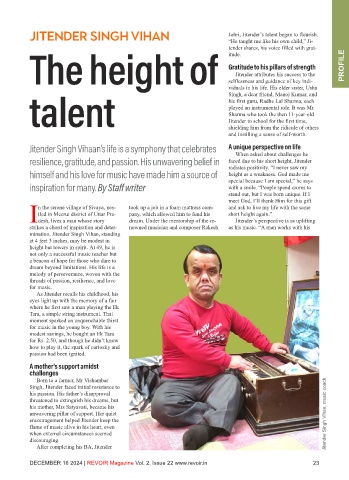 JITENDER SINGH VIHAN
The height of
talent
Jitender Singh Vihaan's life is a symphony that celebrates
resilience, gratitude, and passion. His unwavering belief in
himself and his love for music have made him a source of
inspiration for many. By Staff writer
In the serene village of Sivaya, nes-
tled in Meerut district of Uttar Pra-
desh, lives a man whose story
strikes a chord of inspiration and deter-
mination. Jitender Singh Vihan, standing
at 4 feet 3 inches, may be modest in
height but towers in spirit. At 49, he is
not only a successful music teacher but
a beacon of hope for those who dare to
dream beyond limitations. His life is a
melody of perseverance, woven with the
threads of passion, resilience, and love
for music.
As Jitender recalls his childhood, his
eyes light up with the memory of a fair
where he first saw a man playing the Ek
Tara, a simple string instrument. That
moment sparked an unquenchable thirst
for music in the young boy. With his
modest savings, he bought an Ek Tara
for Rs. 2.50, and though he didn't know
how to play it, the spark of curiosity and
passion had been ignited.
A mother's support amidst
challenges
Born to a farmer, Mr Vishambar
Singh, Jitender faced initial resistance to
his passion. His father's disapproval
threatened to extinguish his dreams, but
his mother, Mrs Satyawati, became his
unwavering pillar of support. Her quiet
encouragement helped Jitender keep the
flame of music alive in his heart, even
when external circumstances seemed
discouraging.
After completing his BA, Jitender
took up a job in a foam mattress com-
pany, which allowed him to fund his
dream. Under the mentorship of the re-
nowned musician and composer Rakesh
Jahri, Jitender's talent began to flourish.
"He taught me like his own child," Ji-
tender shares, his voice filled with grat-
itude.
Gratitude to his pillars of strength
Jitender attributes his success to the
selflessness and guidance of key indi-
viduals in his life. His elder sister, Usha
Singh, a dear friend, Manoj Kumar, and
his first guru, Radhe Lal Sharma, each
played an instrumental role. It was Mr.
Sharma who took the then 11-year-old
Jitender to school for the first time,
shielding him from the ridicule of others
and instilling a sense of self-worth.
A unique perspective on life
When asked about challenges he
faced due to his short height, Jitender
radiates positivity. "I never saw my
height as a weakness. God made me
special because I am special," he says
with a smile. "People spend crores to
stand out, but I was born unique. If I
meet God, I'll thank Him for this gift
and ask to live my life with the same
short height again."
Jitender's perspective is as uplifting
as his music. "A man works with his
PROFILE
Jitender Singh Vihan, music coach
DECEMBER 16 2024 | REVOIR Magazine Vol. 2, Issue 22 www.revoir.in
23